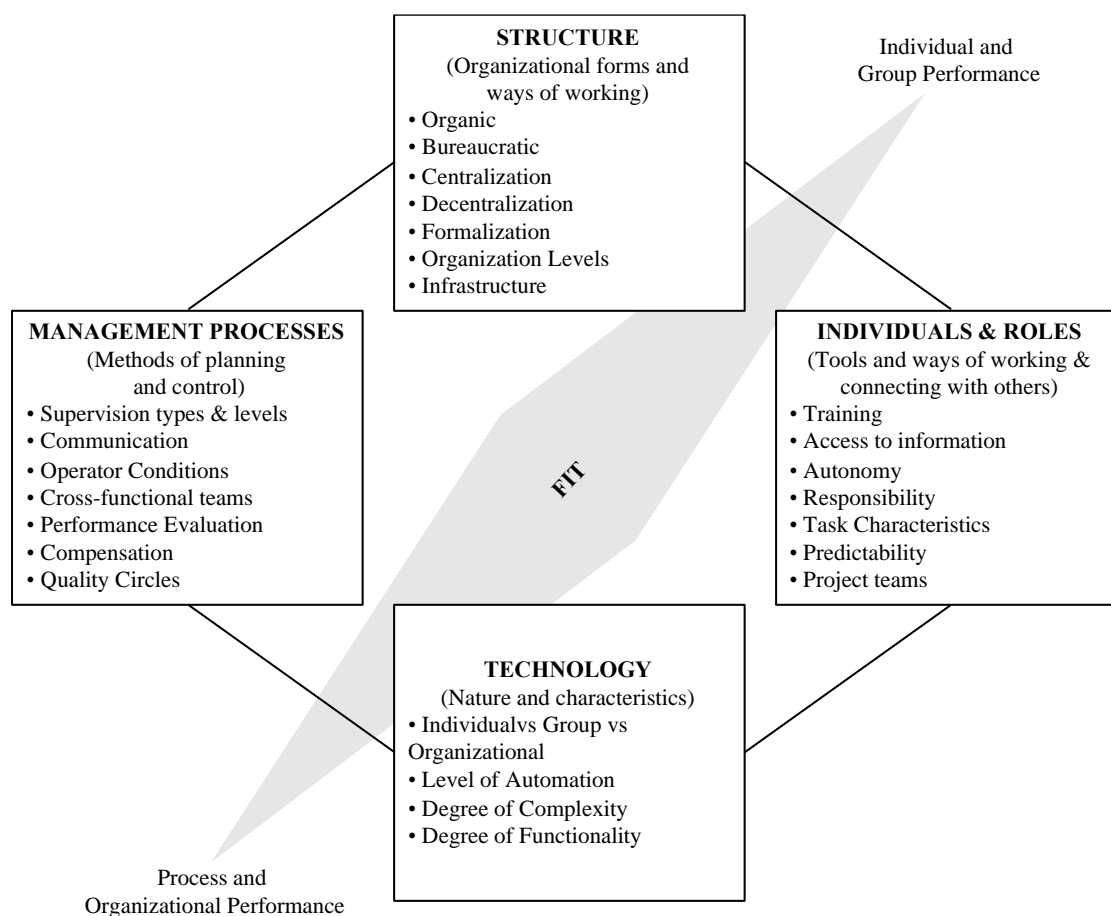 STRUCTURE
(Organizational forms and
ways of working)
• Organic
• Bureaucratic
• Centralization
• Decentralization
• Formalization
• Organization Levels
• Infrastructure
Individual and
Group Performance
MANAGEMENT PROCESSES
(Methods of planning
and control)
• Supervision types & levels
• Communication
• Operator Conditions
• Cross-functional teams
• Performance Evaluation
• Compensation
• Quality Circles
FIT
INDIVIDUALS & ROLES
(Tools and ways of working &
connecting with others)
• Training
• Access to information
• Autonomy
• Responsibility
• Task Characteristics
• Predictability
• Project teams
TECHNOLOGY
(Nature and characteristics)
• Individualvs Group vs
Organizational
• Level of Automation
• Degree of Complexity
• Degree of Functionality
Process and
Organizational Performance